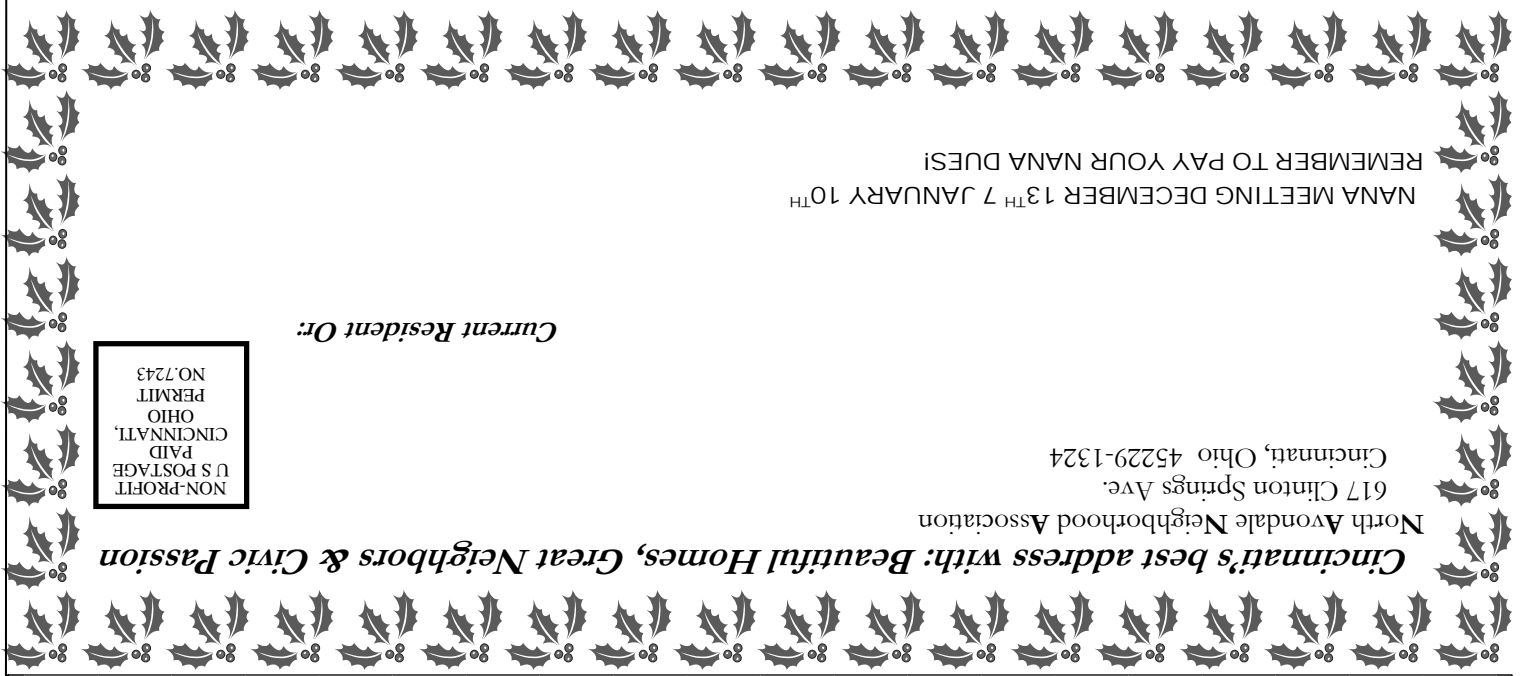 Cincinnati's best address with: Beautiful Homes, Great Neighbors & Civic Passion
North Avondale Neighborhood Association
617 Clinton Springs Ave.
Cincinnati, Ohio 45229-1324
NON-PROFIT
U S POSTAGE
PAID
CINCINNATI,
OHIO
PERMIT
NO.7243
Current Resident Or:
NANA MEETING DECEMBER 13TH 7 JANUARY 10TH
REMEMBER TO PAY YOUR NANA DUES!